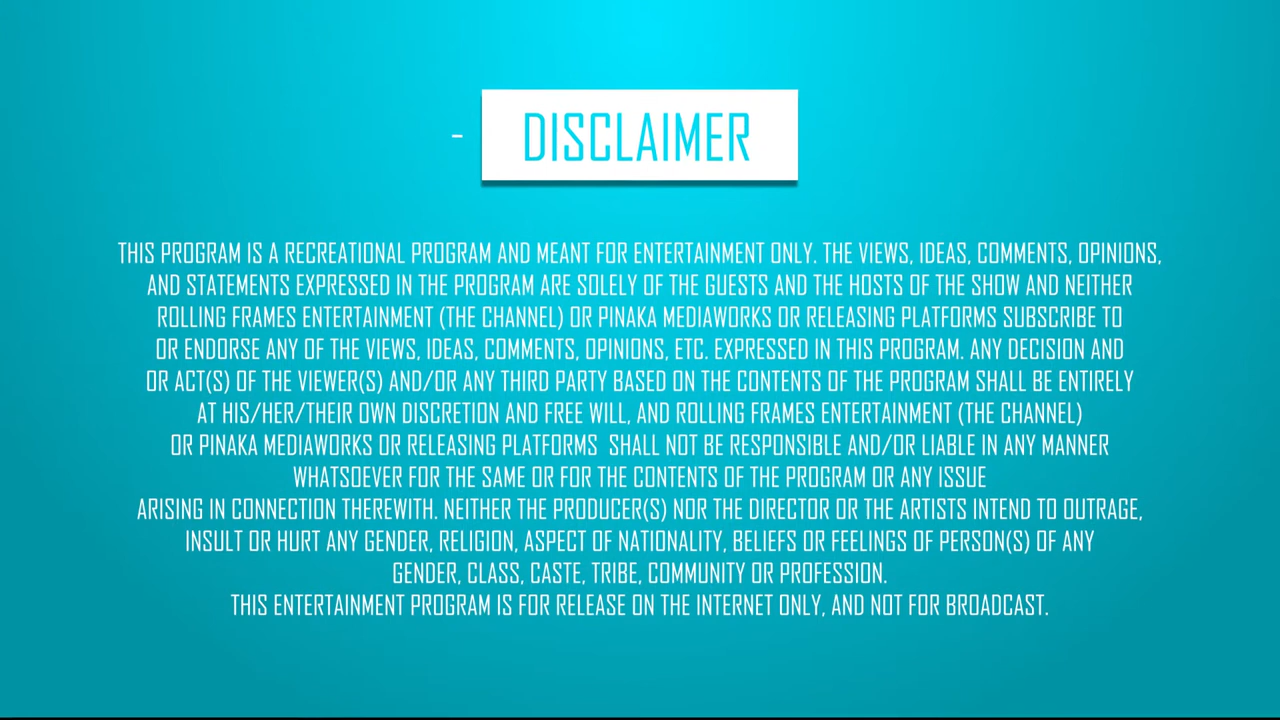 - DISCLAIMER
THIS PROGRAM IS A RECREATIONAL PROGRAM AND MEANT FOR ENTERTAINMENT ONLY. THE VIEWS, IDEAS, COMMENTS, OPINIONS,
AND STATEMENTS EXPRESSED IN THE PROGRAM ARE SOLELY OF THE GUESTS AND THE HOSTS OF THE SHOW AND NEITHER
ROLLING FRAMES ENTERTAINMENT (THE CHANNEL) OR PINAKA MEDIAWORKS OR RELEASING PLATFORMS SUBSCRIBE TO
OR ENDORSE ANY OF THE VIEWS, IDEAS, COMMENTS, OPINIONS, ETC. EXPRESSED IN THIS PROGRAM. ANY DECISION AND
OR ACT(S) OF THE VIEWER(S) AND/OR ANY THIRD PARTY BASED ON THE CONTENTS OF THE PROGRAM SHALL BE ENTIRELY
AT HIS/HER/THEIR OWN DISCRETION AND FREE WILL, AND ROLLING FRAMES ENTERTAINMENT (THE CHANNEL)
OR PINAKA MEDIAWORKS OR RELEASING PLATFORMS SHALL NOT BE RESPONSIBLE AND/OR LIABLE IN ANY MANNER
WHATSOEVER FOR THE SAME OR FOR THE CONTENTS OF THE PROGRAM OR ANY ISSUE
ARISING IN CONNECTION THEREWITH. NEITHER THE PRODUCER(S) NOR THE DIRECTOR OR THE ARTISTS INTEND TO OUTRAGE,
INSULT OR HURT ANY GENDER, RELIGION, ASPECT OF NATIONALITY, BELIEFS OR FEELINGS OF PERSON(S) OF ANY
GENDER, CLASS, CASTE, TRIBE, COMMUNITY OR PROFESSION.
THIS ENTERTAINMENT PROGRAM IS FOR RELEASE ON THE INTERNET ONLY, AND NOT FOR BROADCAST.